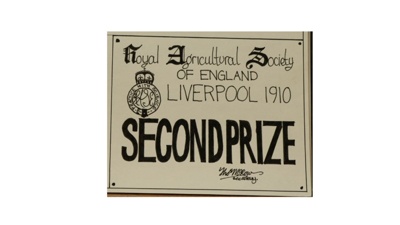 Royal Agricultural Society
OF ENGLAND
LIVERPOOL 1910
SECOND PRIZE